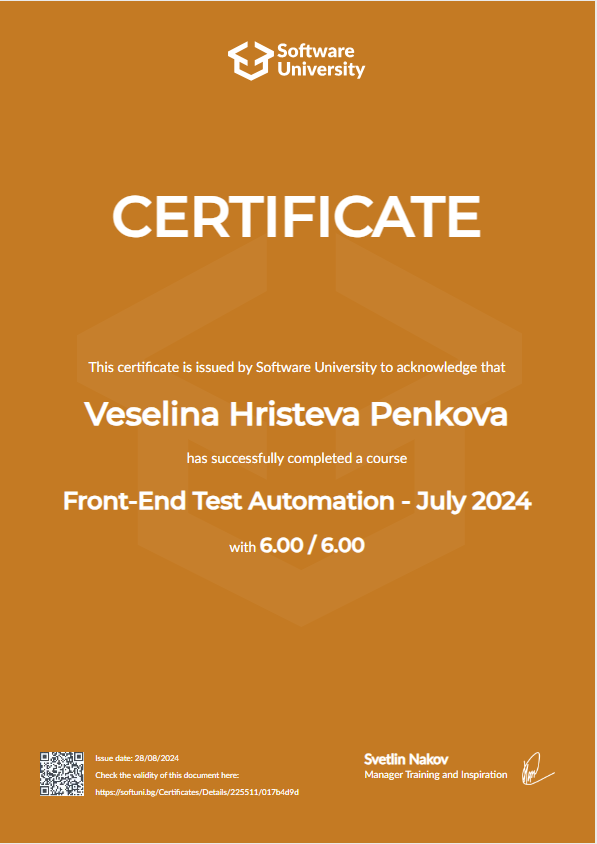 Software
University
CERTIFICATE
This certificate is issued by Software University to acknowledge that
Veselina Hristeva Penkova
has successfully completed a course
Front-End Test Automation - July 2024
with 6.00 / 6.00
Issue date: 28/08/2024
Check the validity of this document here:
https://softuni.bg/Certificates/Details/225511/017b4d9d
Svetlin Nakov
Manager Training and Inspiration